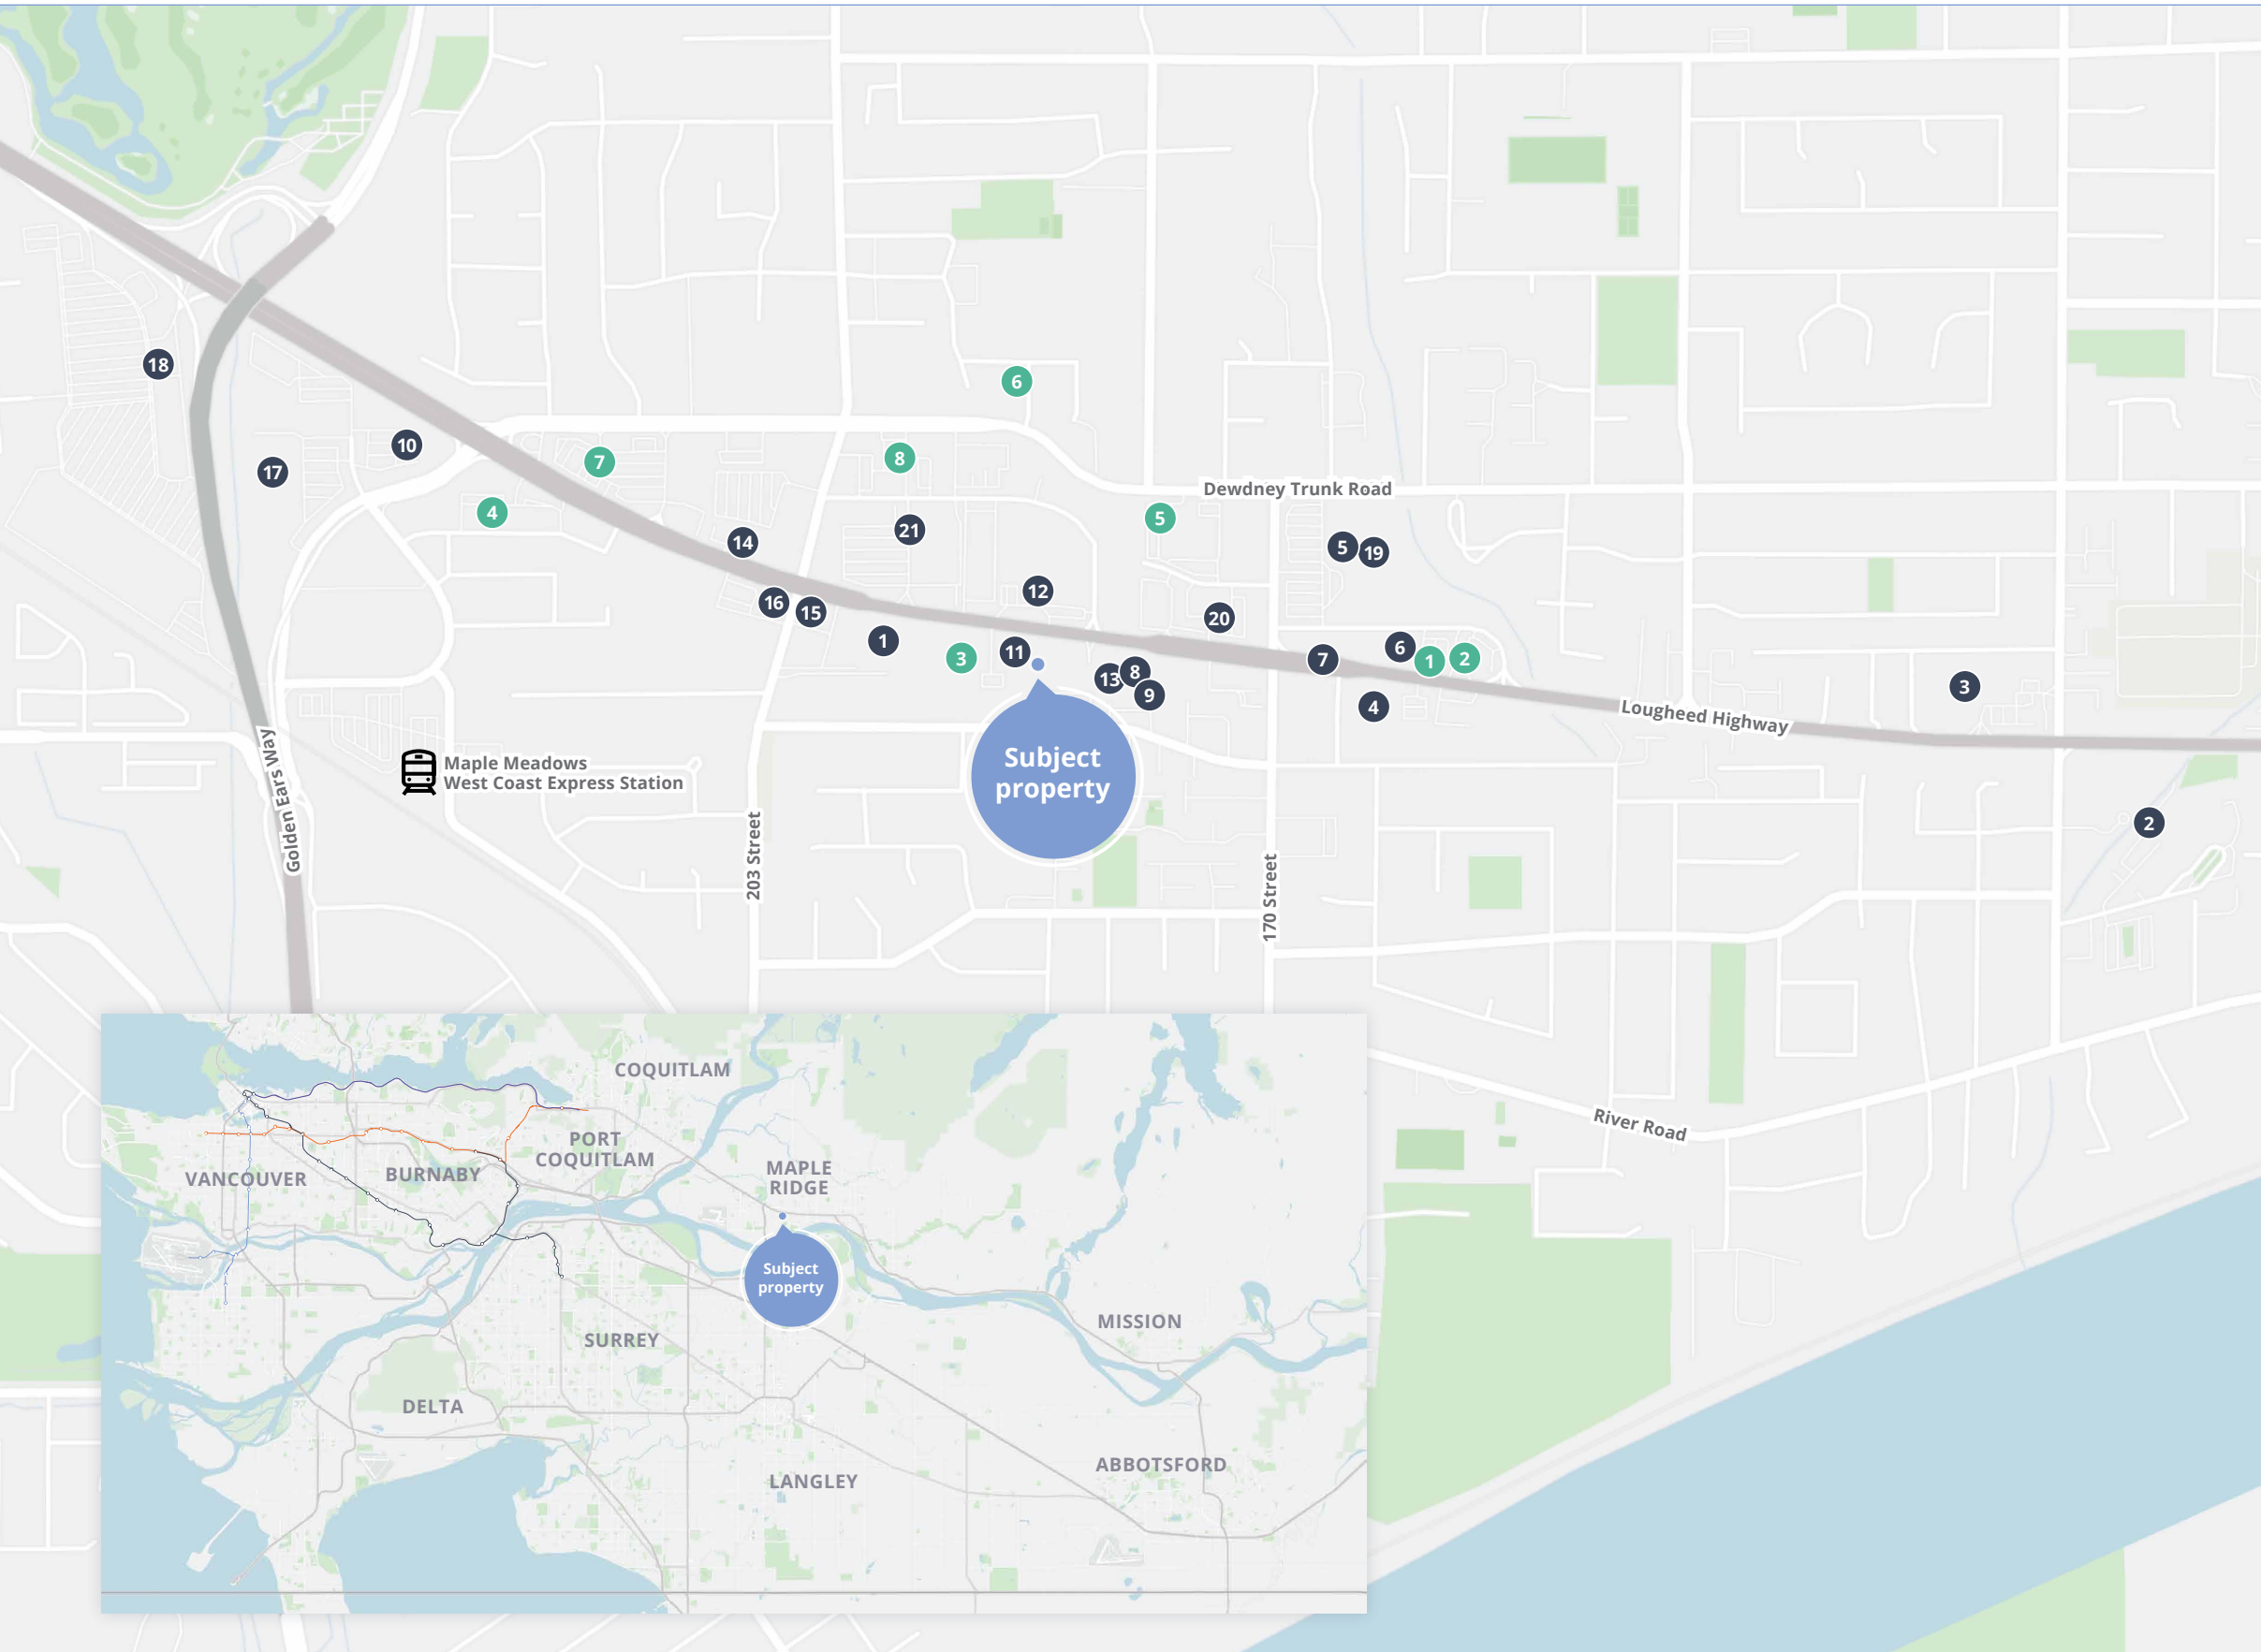 6
18
10
7
8
17
Dewdney Trunk Road
4
5
21
14
5
19
12
16
15
20
1
6
11
3
7
1
2
13
8
9
3
4
Lougheed Highway
Subject
property
Maple Meadows
West Coast Express Station
Golden Ears Way
203 Street
170 Street
2
River Road
COQUITLAM
PORT
COQUITLAM
VANCOUVER
BURNABY
MAPLE
RIDGE
Subject
property
MISSION
SURREY
DELTA
LANGLEY
ABBOTSFORD